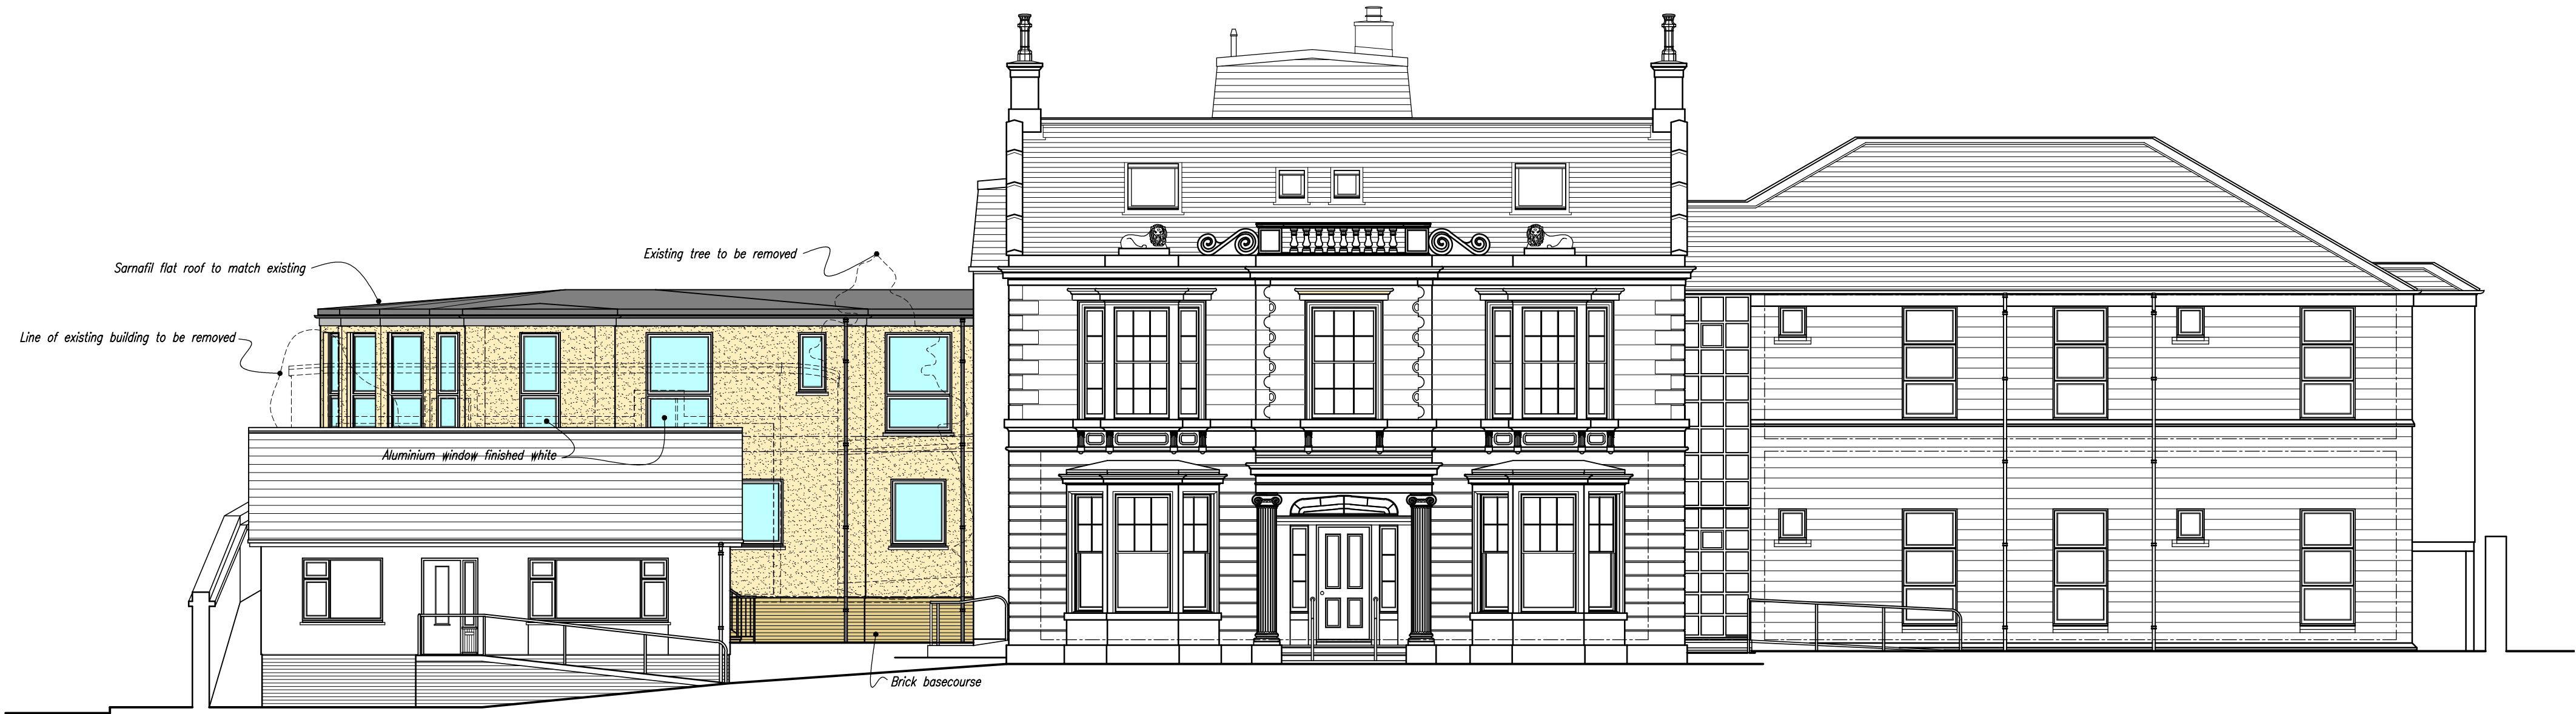 Existing tree to be removed
Sarnafil flat roof to match existing
Line of existing building to be removed
Aluminium window finished white
Brick basecourse